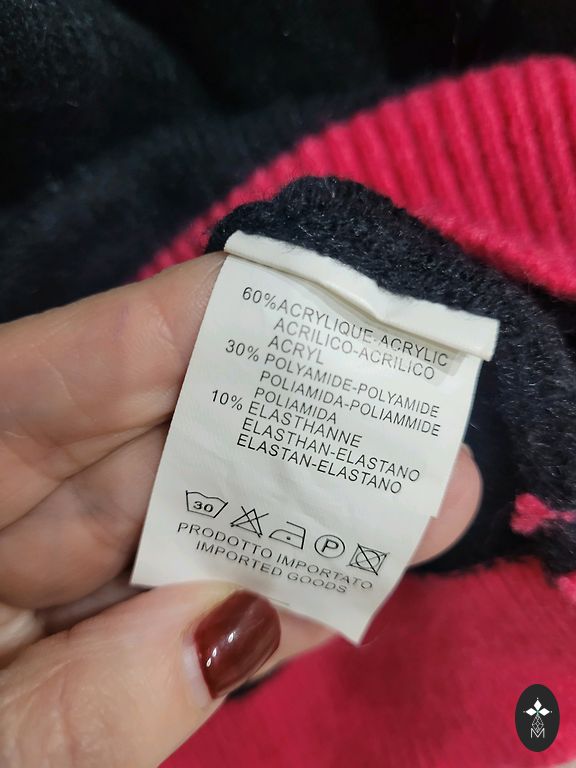 60%ACRYLIQUE-ACRYLIC
ACRILICO-ACRILICO
ACRYL
30% POLYAMIDE-POLYAMIDE
POLIAMIDA-POLIAMMIDE
POLIAMIDA
10% ELASTHANNE
ELASTHAN-ELASTANO
ELASTAN-ELASTANO
30 P
PRODOTTO IMPORTATO
IMPORTED GOODS
M